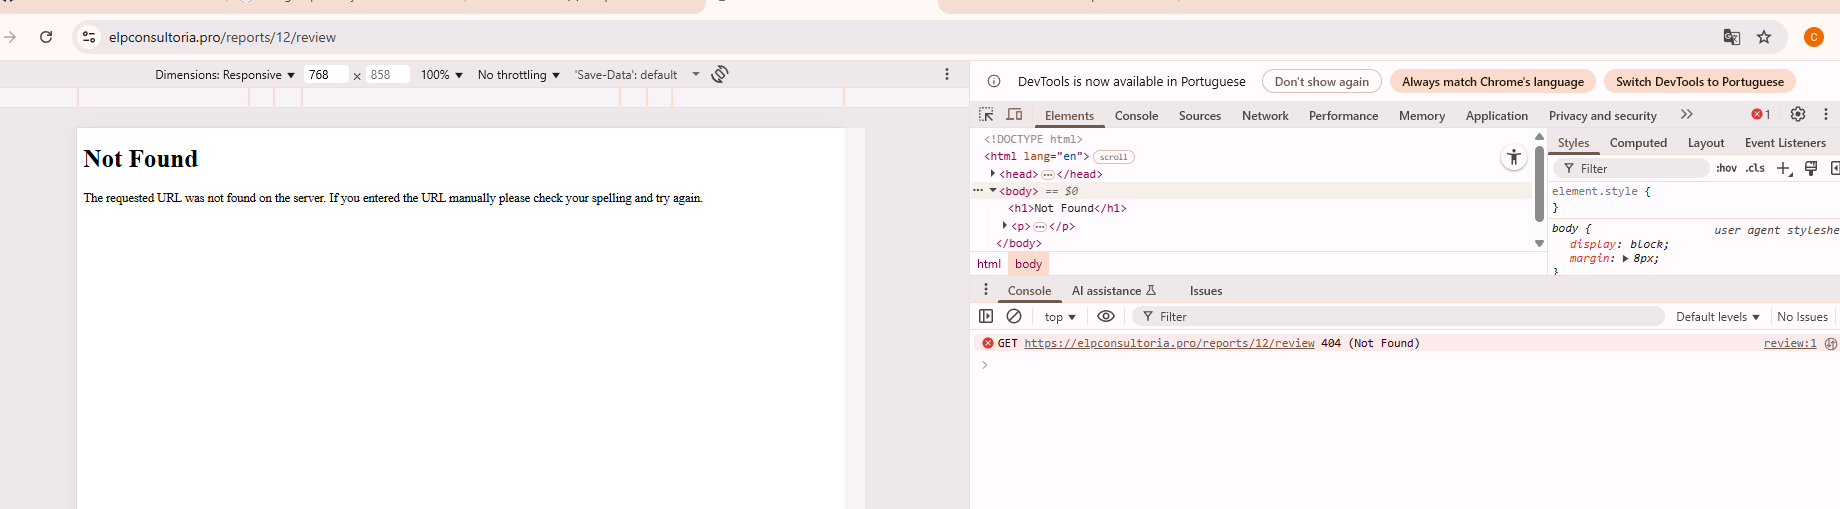 elpconsultoria.pro/reports/12/review
C
Dimensions: Responsive 768 x 858 100% No throttling 'Save-Data': default
DevTools is now available in Portuguese Don't show again Always match Chrome's language Switch DevTools to Portuguese
Elements Console Sources Network Performance Memory Application Privacy and security 1
Not Found
The requested URL was not found on the server. If you entered the URL manually please check your spelling and try again.
<!DOCTYPE html>
<html lang="en"> scroll
<head> … </head>
… <body> == $0
<h1>Not Found</h1>
<p> … </p>
</body>
html body
Styles Computed Layout Event Listeners
Filter :hov .cls
element.style {
}
body { user agent styleshe
display: block;
margin: 8px;
}
Console AI assistance Issues
top Filter Default levels No Issues
GET https://elpconsultoria.pro/reports/12/review 404 (Not Found) review:1